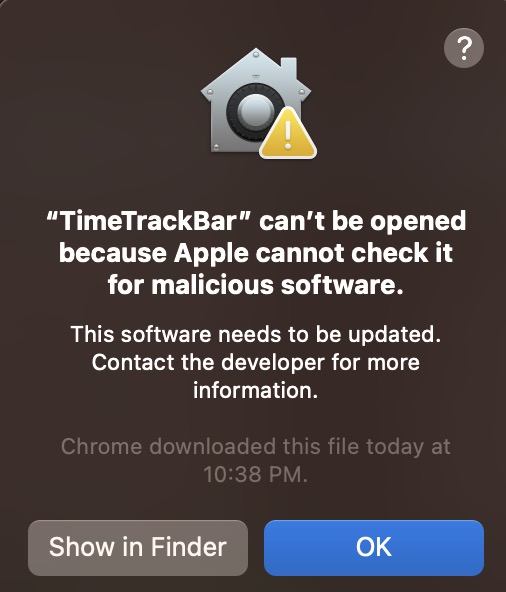 ?
“TimeTrackBar” can’t be opened
because Apple cannot check it
for malicious software.
This software needs to be updated.
Contact the developer for more
information.
Chrome downloaded this file today at
10:38 PM.
Show in Finder
OK